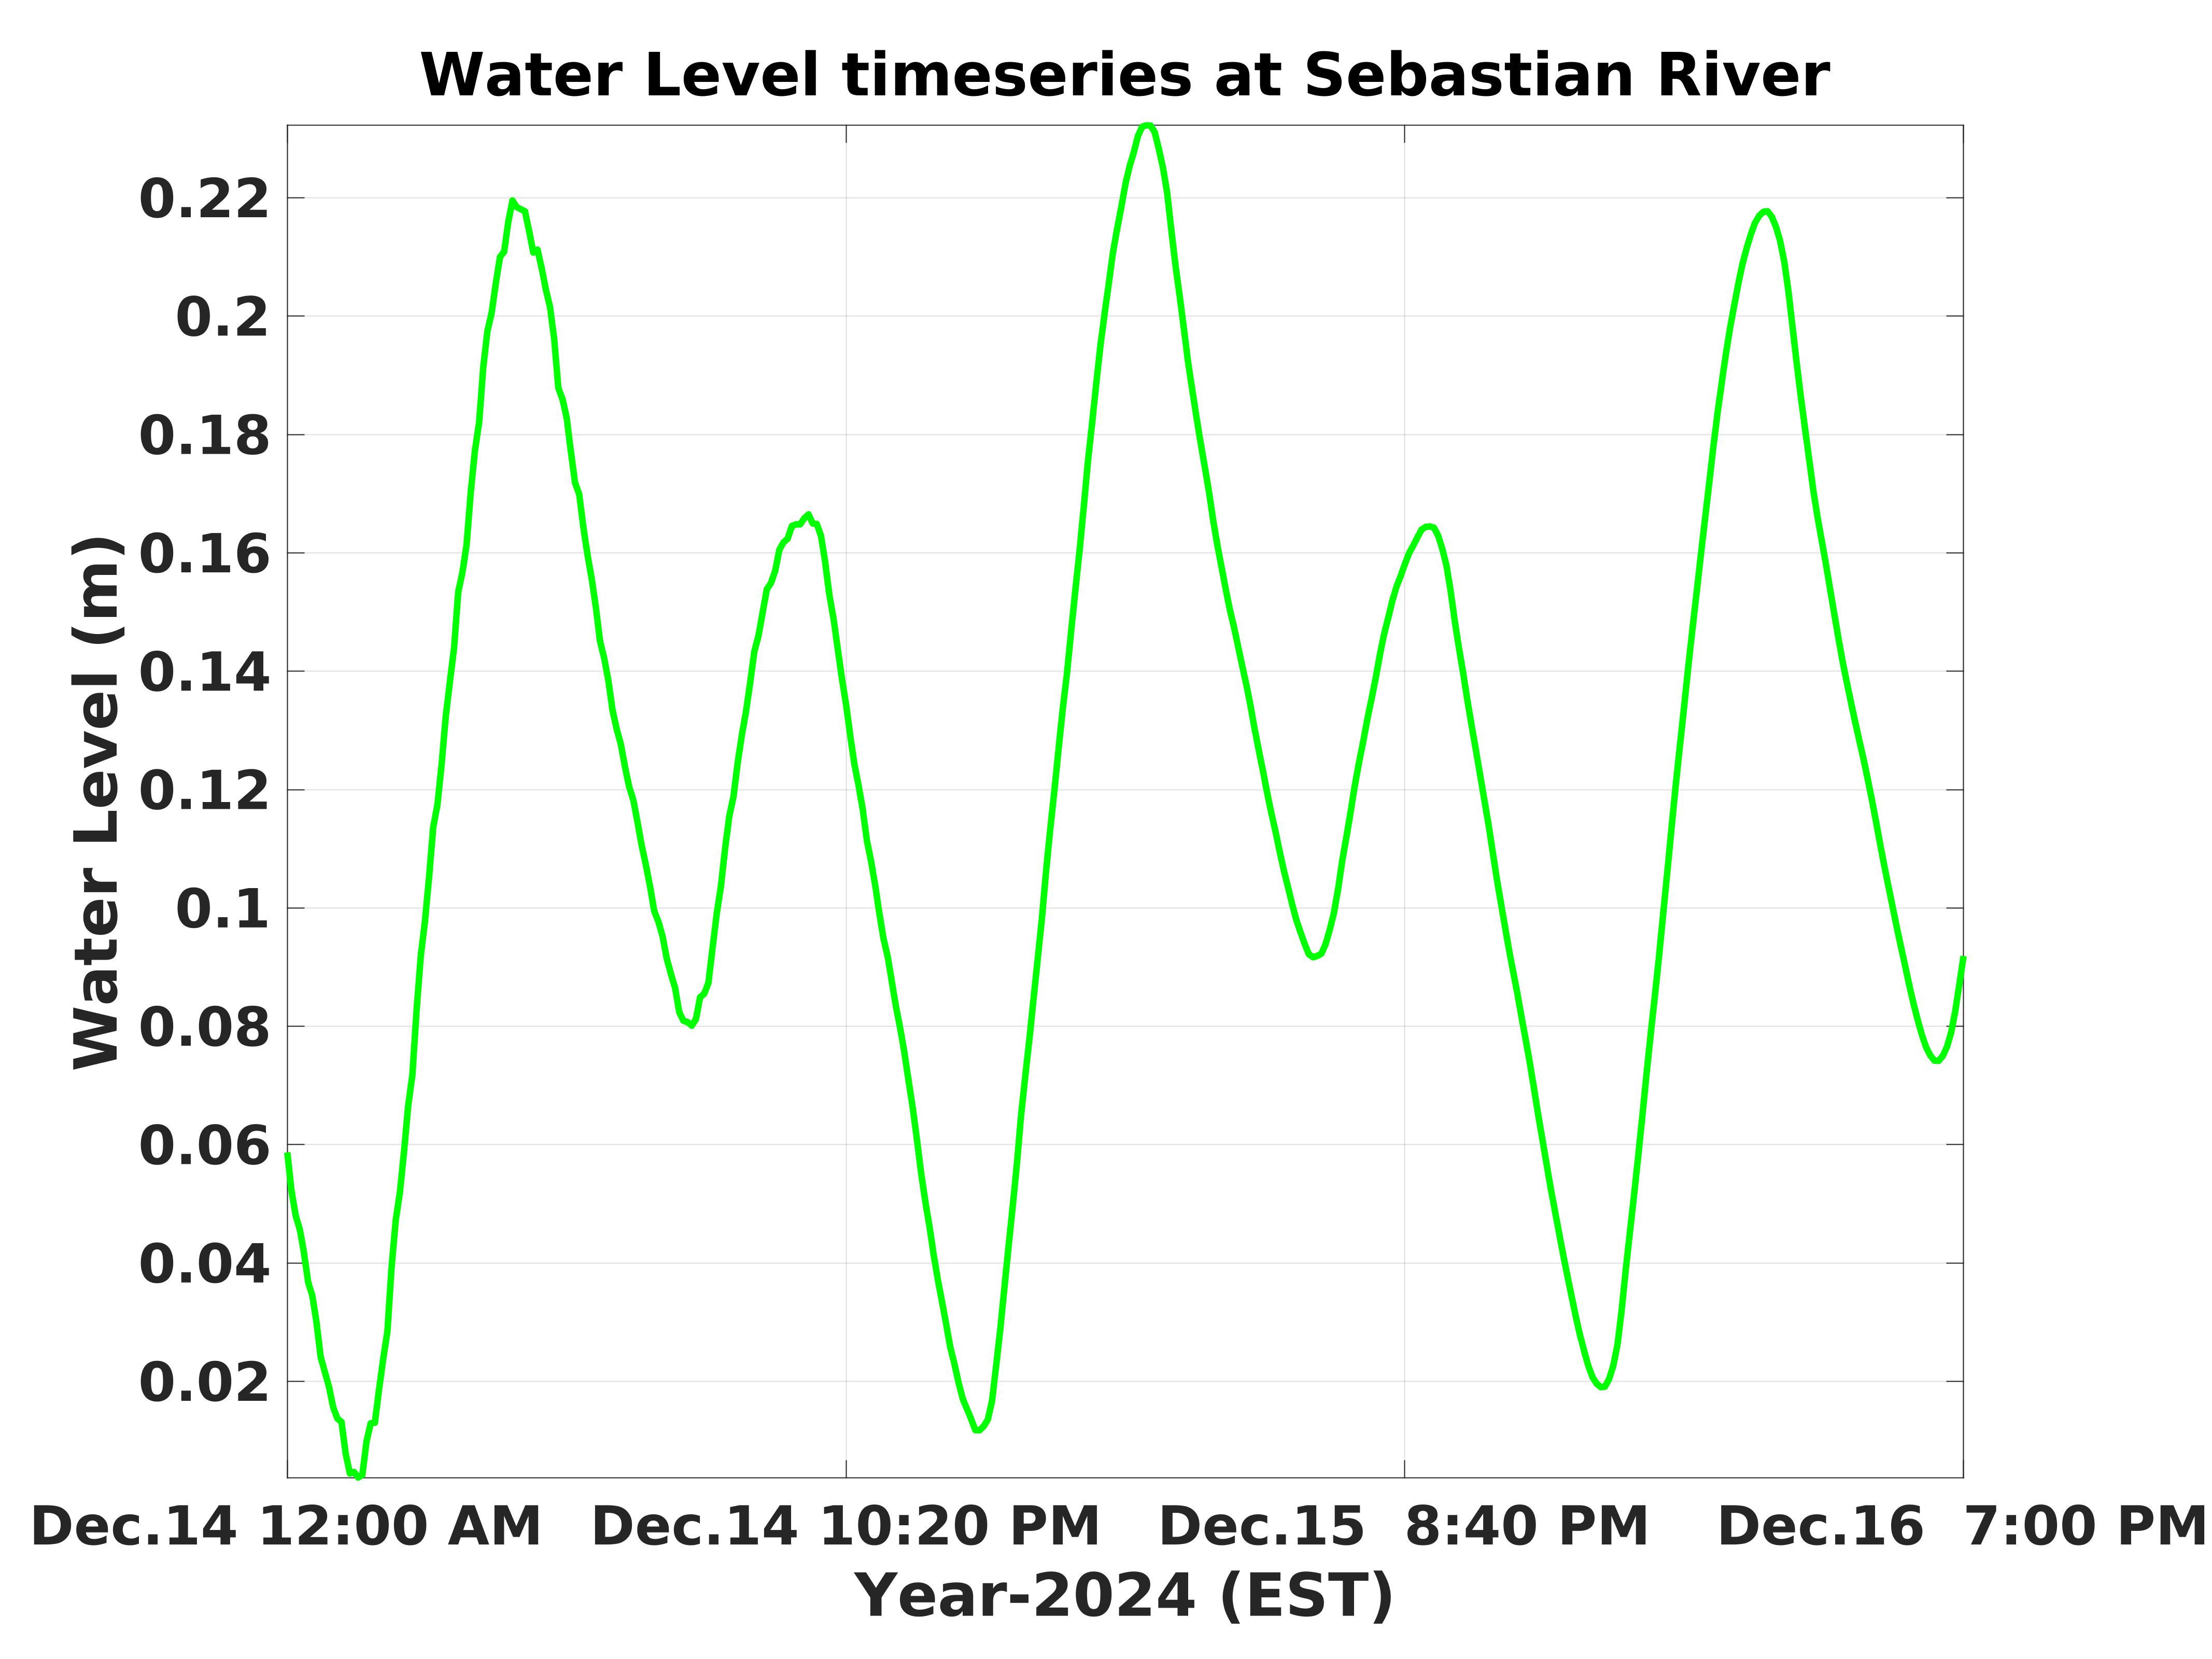 Water Level timeseries at Sebastian River
Water Level (m)
0.22
0.2
0.18
0.16
0.14
0.12
0.1
0.08
0.06
0.04
0.02
Dec.14 12:00 AM Dec.14 10:20 PM Dec.15 8:40 PM Dec.16 7:00 PM
Year-2024 (EST)